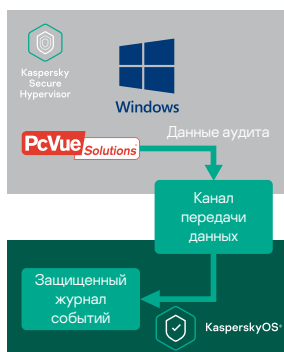 Kaspersky
Secure
Hypervisor
Windows
PcVue Solutions
Данные аудита
Канал
передачи
данных
Защищенный
журнал
событий
KasperskyOS®